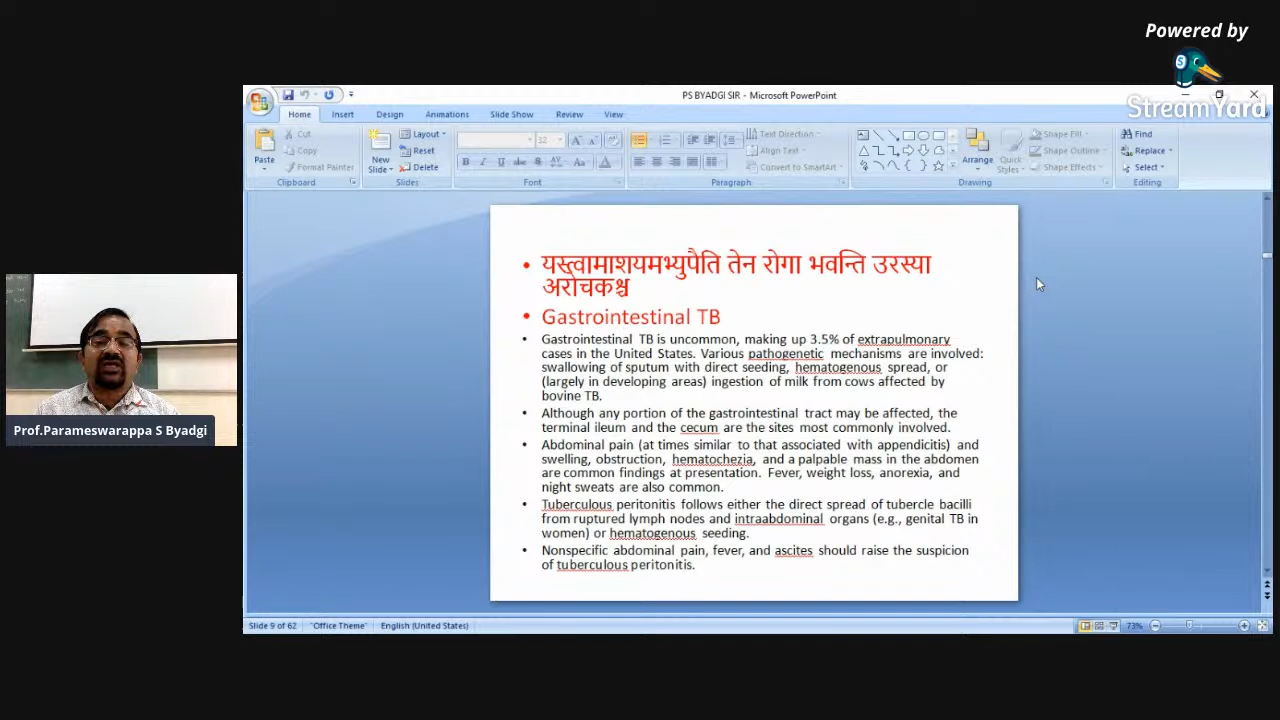 Powered by
StreamYard
PS BYADGI SIR - Microsoft PowerPoint
Home Insert Design Slide Show Animations Review View
Cut
Copy
Format Painter
Paste
Clipboard
New
Slide
Layout
Reset
Delete
Slides
32
Font
Text Direction
Align Text
Convert to SmartArt
Paragraph
Arrange
Quick
Styles
Shape Fill
Shape Outline
Shape Effects
Drawing
Find
Replace
Select
Editing
• यस्त्वामाशयमभ्युपैति तेन रोगा भवन्ति उरस्या
अरोचकश्च
• Gastrointestinal TB
• Gastrointestinal TB is uncommon, making up 3.5% of extrapulmonary
cases in the United States. Various pathogenetic mechanisms are involved:
swallowing of sputum with direct seeding, hematogenous spread, or
(largely in developing areas) ingestion of milk from cows affected by
bovine TB.
• Although any portion of the gastrointestinal tract may be affected, the
terminal ileum and the cecum are the sites most commonly involved.
• Abdominal pain (at times similar to that associated with appendicitis) and
swelling, obstruction, hematochezia, and a palpable mass in the abdomen
are common findings at presentation. Fever, weight loss, anorexia, and
night sweats are also common.
• Tuberculous peritonitis follows either the direct spread of tubercle bacilli
from ruptured lymph nodes and intraabdominal organs (e.g., genital TB in
women) or hematogenous seeding.
• Nonspecific abdominal pain, fever, and ascites should raise the suspicion
of tuberculous peritonitis.
Prof.Parameswarappa S Byadgi
Slide 9 of 62 "Office Theme" English (United States) 73%